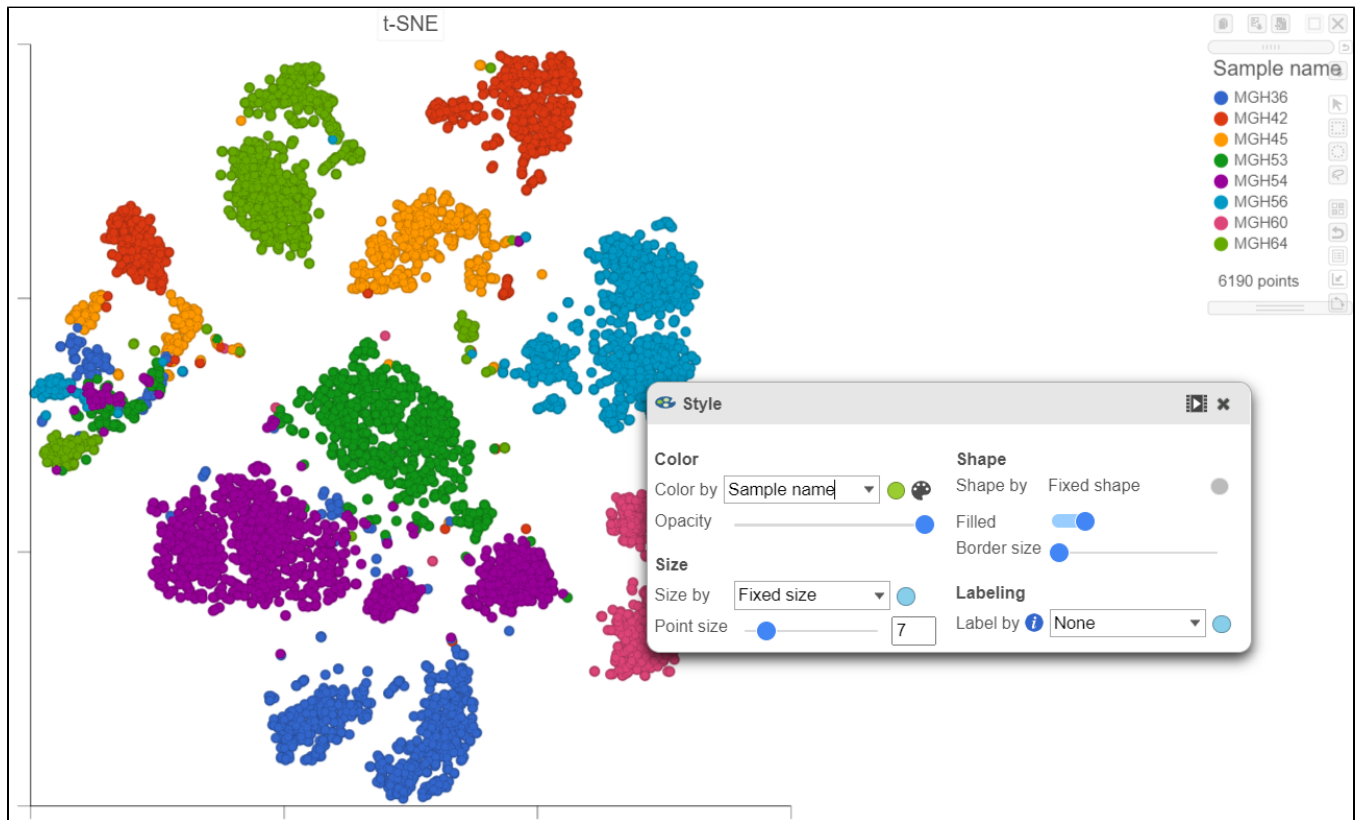 t-SNE
Sample name
MGH36
MGH42
MGH45
MGH53
MGH54
MGH56
MGH60
MGH64
6190 points
Style
Color
Color by Sample name
Opacity
Size
Size by Fixed size
Point size 7
Shape
Shape by Fixed shape
Filled
Border size
Labeling
Label by i None